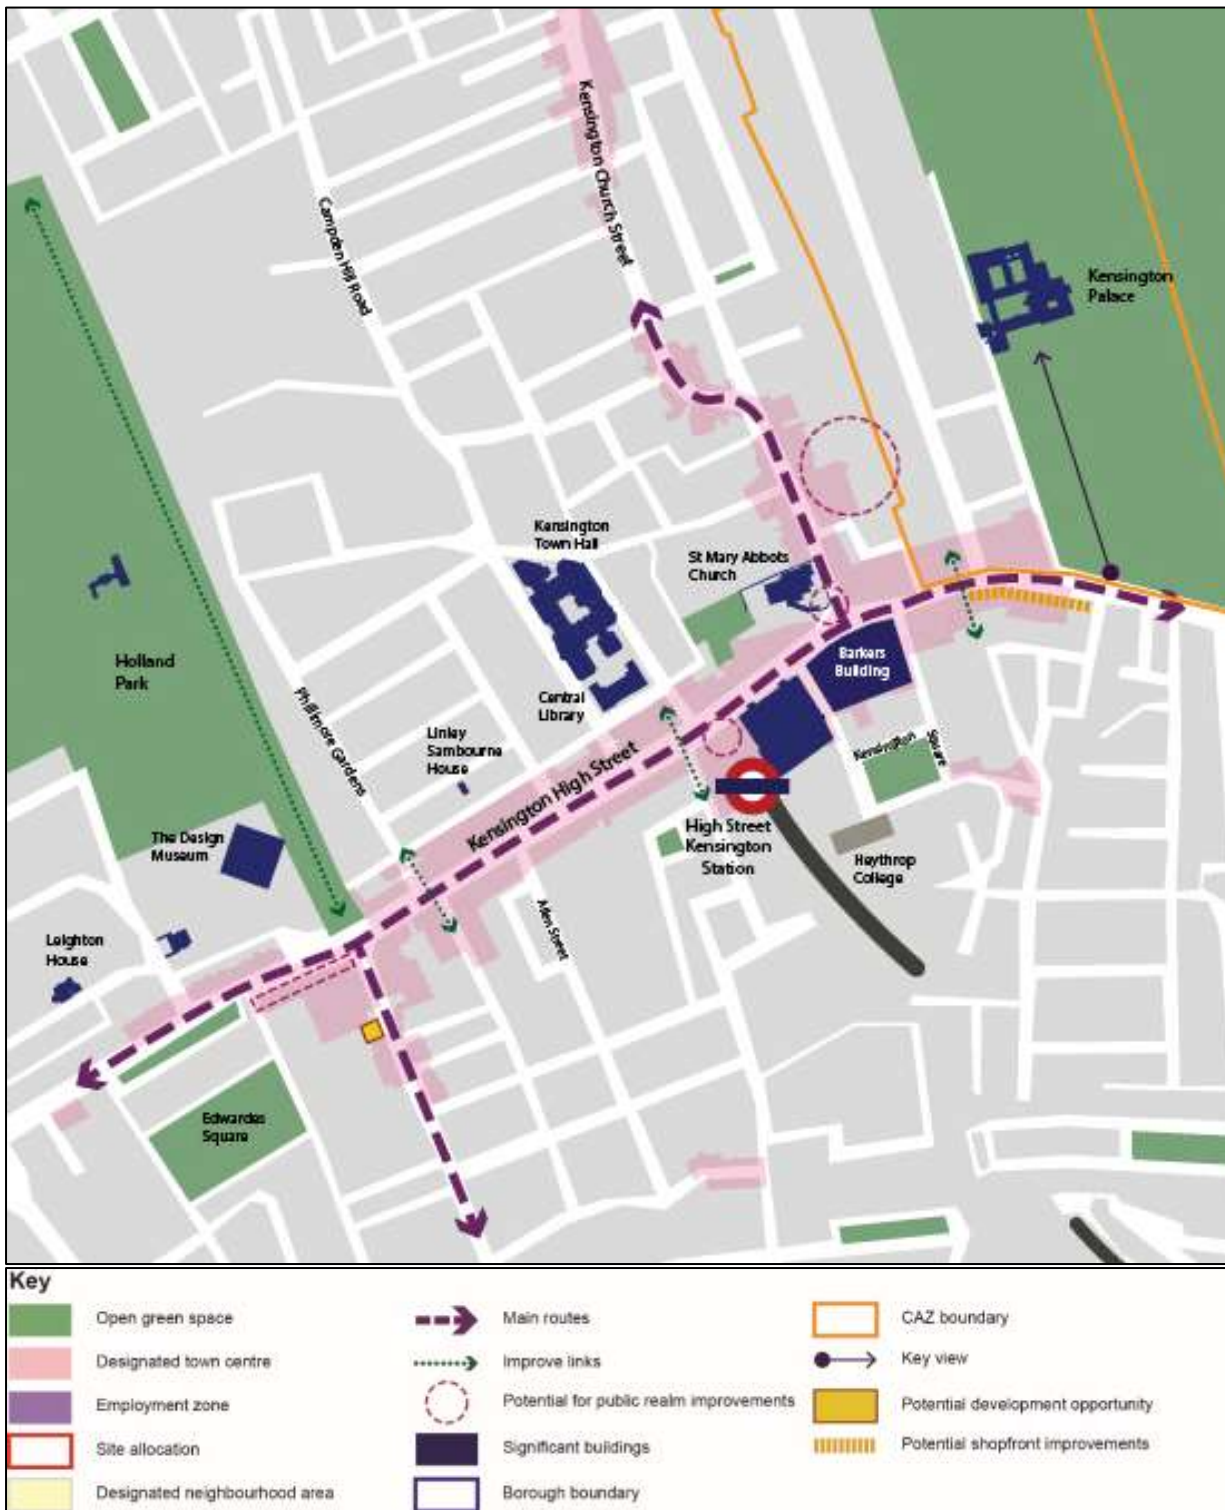 Kensington Church Street
Campden Hill Road
Kensington
Palace
Kensington
Town Hall
St Mary Abbots
Church
Holland
Park
Barkers
Building
Central
Library
Phillimore Gardens
Linley
Sambourne
House
Kensington High Street
Kensington Square
The Design
Museum
High Street
Kensington
Station
Heythrop
College
Allen Street
Leighton
House
Edwardes
Square
Key
Open green space
Designated town centre
Employment zone
Site allocation
Designated neighbourhood area
Main routes
Improve links
Potential for public realm improvements
Significant buildings
Borough boundary
CAZ boundary
Key view
Potential development opportunity
Potential shopfront improvements